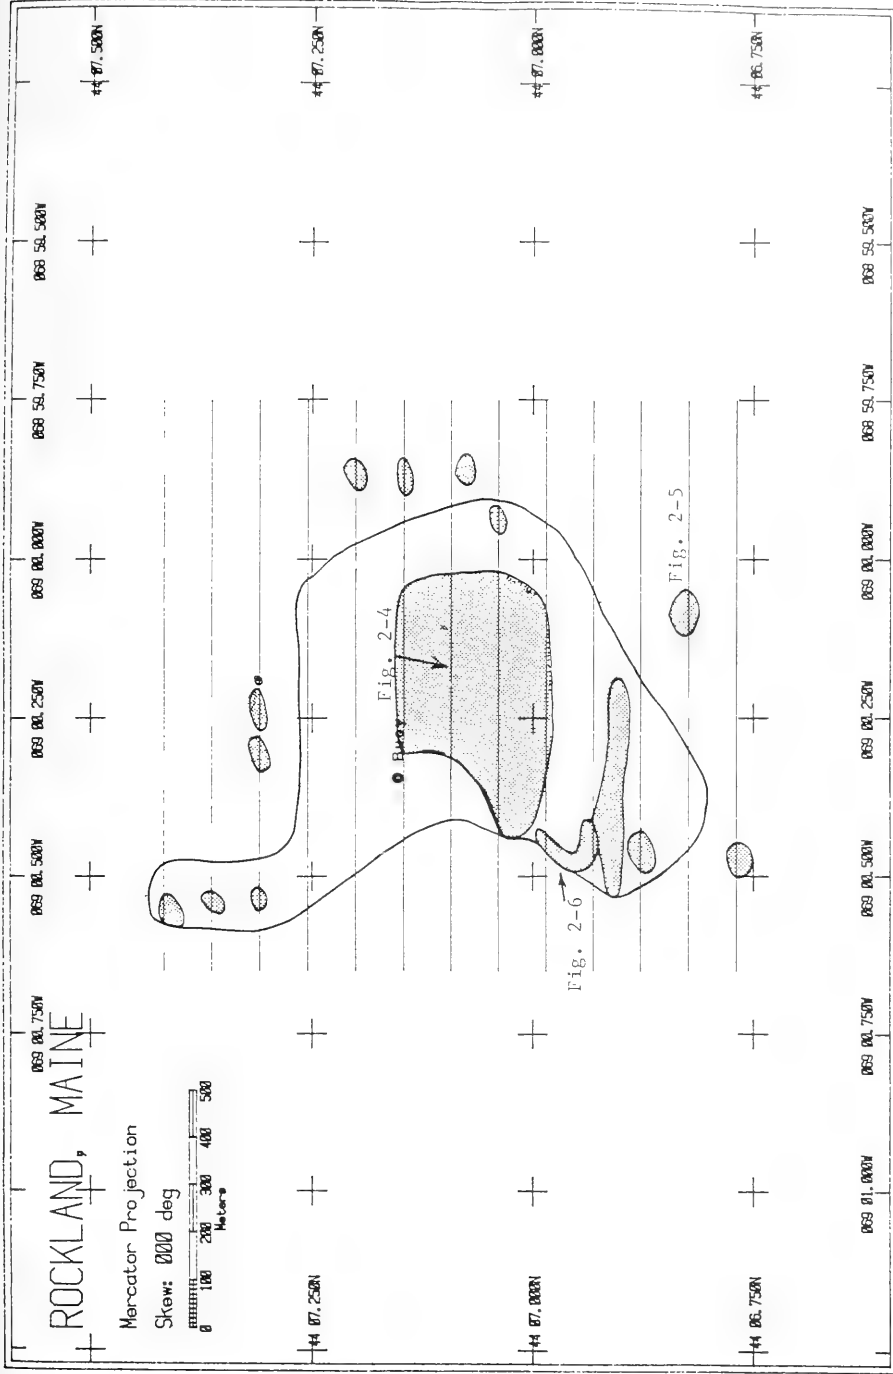 ROCKLAND, MAINE
Mercator Projection
Skew: 000 deg
0 100 200 300 400 500
Meters
069 00.750W
069 00.500W
069 00.250W
069 00.000W
068 59.750W
068 59.500W
44 07.500N
44 07.250N
44 07.250N
44 07.000N
44 07.000N
44 06.750N
44 06.750N
Buoy
Fig. 2-4
Fig. 2-5
Fig. 2-6
069 01.000W
069 00.750W
069 00.500W
069 00.250W
069 00.000W
068 59.750W
068 59.500W